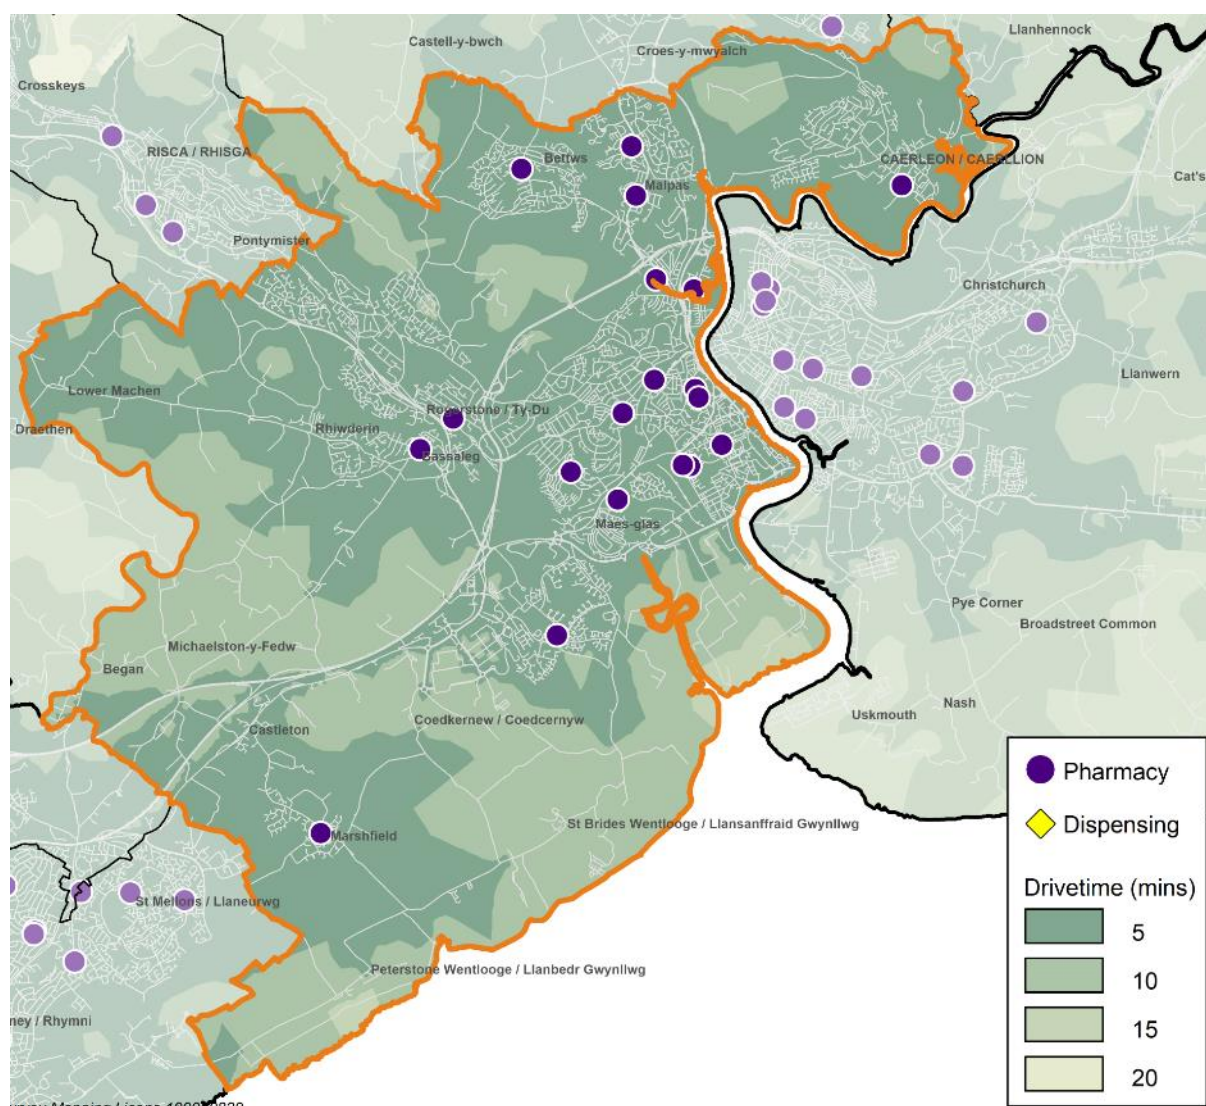 Castell-y-bwch
Croes-y-mwyalch
Llanhennock
Crosskeys
RISCA / RHISGA
Bettws
CAERLEON / CAERLLION
Cat's
Malpas
Pontymister
Christchurch
Llanwern
Lower Machen
Rogerstone / Ty-Du
Draethen
Rhiwderin
Bassaleg
Maes-glas
Pye Corner
Broadstreet Common
Michaelston-y-Fedw
Began
Nash
Uskmouth
Coedkernew / Coedcernyw
Castleton
St Brides Wentlooge / Llansanffraid Gwynllwg
Marshfield
St Mellons / Llaneurwg
Peterstone Wentlooge / Llanbedr Gwynllwg
ney / Rhymni
Pharmacy
Dispensing
Drivetime (mins)
5
10
15
20